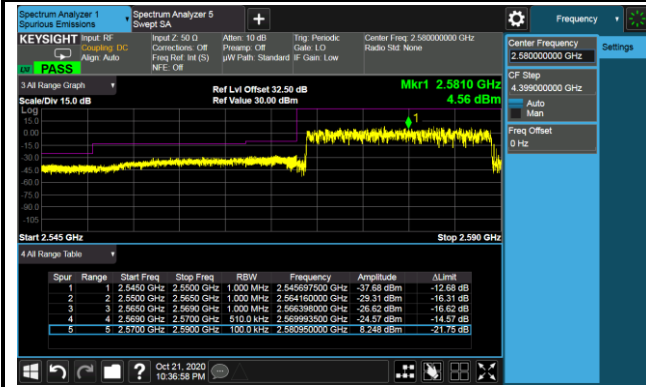 Spectrum Analyzer 1
Spurious Emissions
Spectrum Analyzer 5
Swept SA
+
Frequency
KEYSIGHT
Input: RF
Coupling: DC
Align: Auto
Input Z: 50 Ω
Corrections: Off
Freq Ref: Int (S)
NFE: Off
Atten: 10 dB
Preamp: Off
µW Path: Standard
Trig: Periodic
Gate: LO
IF Gain: Low
Center Freq: 2.580000000 GHz
Radio Std: None
PASS
Center Frequency
2.580000000 GHz
Settings
CF Step
4.399000000 GHz
Auto
Man
Freq Offset
0 Hz
3 All Range Graph
Scale/Div 15.0 dB
Ref Lvl Offset 32.50 dB
Ref Value 30.00 dBm
Mkr1 2.5810 GHz
4.56 dBm
Log
15.0
0.00
-15.0
-30.0
-45.0
-60.0
-75.0
-90.0
-105
1
Start 2.545 GHz
Stop 2.590 GHz
4 All Range Table
Spur Range Start Freq Stop Freq RBW Frequency Amplitude ΔLimit
1 1 2.5450 GHz 2.5500 GHz 1.000 MHz 2.545697500 GHz -37.68 dBm -12.68 dB
2 2 2.5500 GHz 2.5650 GHz 1.000 MHz 2.564160000 GHz -29.31 dBm -16.31 dB
3 3 2.5650 GHz 2.5690 GHz 1.000 MHz 2.566398000 GHz -26.62 dBm -16.62 dB
4 4 2.5690 GHz 2.5700 GHz 510.0 kHz 2.569993500 GHz -24.57 dBm -14.57 dB
5 5 2.5700 GHz 2.5900 GHz 100.0 kHz 2.580950000 GHz 8.248 dBm -21.75 dB
?
Oct 21, 2020
10:36:58 PM